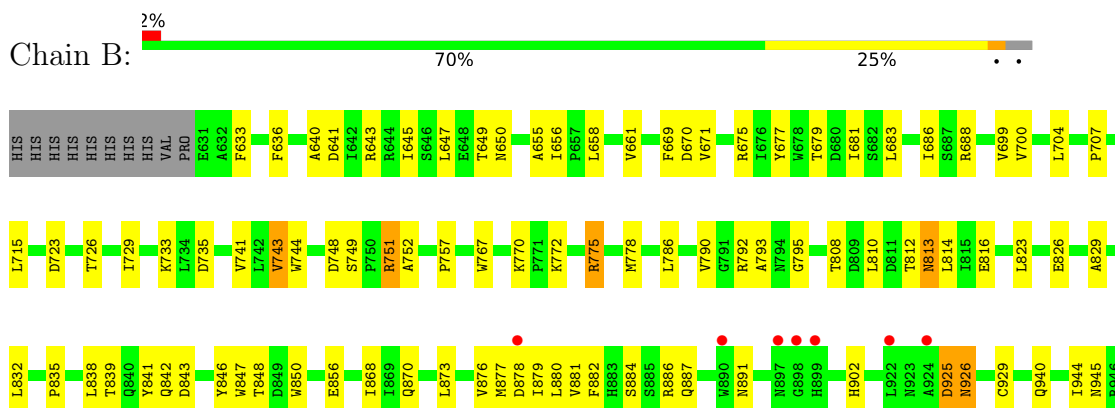 2%
Chain B:
70% 25% • •
HIS HIS HIS HIS HIS HIS HIS VAL PRO E631 A632 F633 F636 A640 D641 I642 R643 R644 I645 S646 L647 E648 T649 N650 A655 I656 P657 L658 V661 F669 D670 V671 R675 I676 Y677 W678 T679 D680 I681 S682 L683 I686 S687 R688 V699 V700 L704 P707
L715 D723 T726 I729 K733 L734 D735 V741 L742 V743 W744 D748 S749 P750 R751 A752 P757 W767 K770 P771 K772 R775 M778 L786 V790 G791 R792 A793 N794 G795 T808 D809 L810 D811 T812 N813 L814 I815 E816 L823 E826 A829
L832 P835 L838 T839 Q840 Y841 Q842 D843 Y846 W847 T848 D849 W850 E856 I868 I869 Q870 L873 V876 M877 D878 I879 L880 V881 F882 H883 S884 S885 R886 Q887 W890 N891 N897 G898 H899 H902 L922 N923 A924 D925 N926 C929 Q940 I944 N945